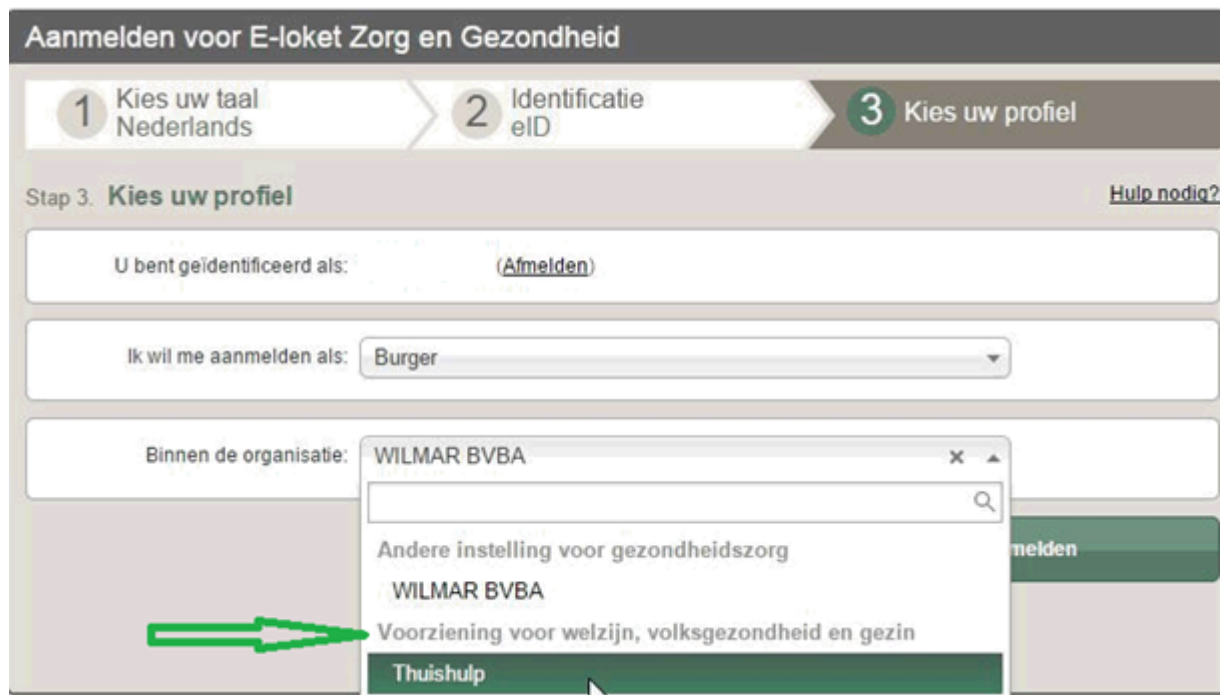 Aanmelden voor E-loket Zorg en Gezondheid
1 Kies uw taal
Nederlands
2 Identificatie
eID
3 Kies uw profiel
Stap 3. Kies uw profiel
Hulp nodig?
U bent geïdentificeerd als: (Afmelden)
Ik wil me aanmelden als: Burger
Binnen de organisatie: WILMAR BVBA
Andere instelling voor gezondheidszorg
melden
WILMAR BVBA
Voorziening voor welzijn, volksgezondheid en gezin
Thuishulp